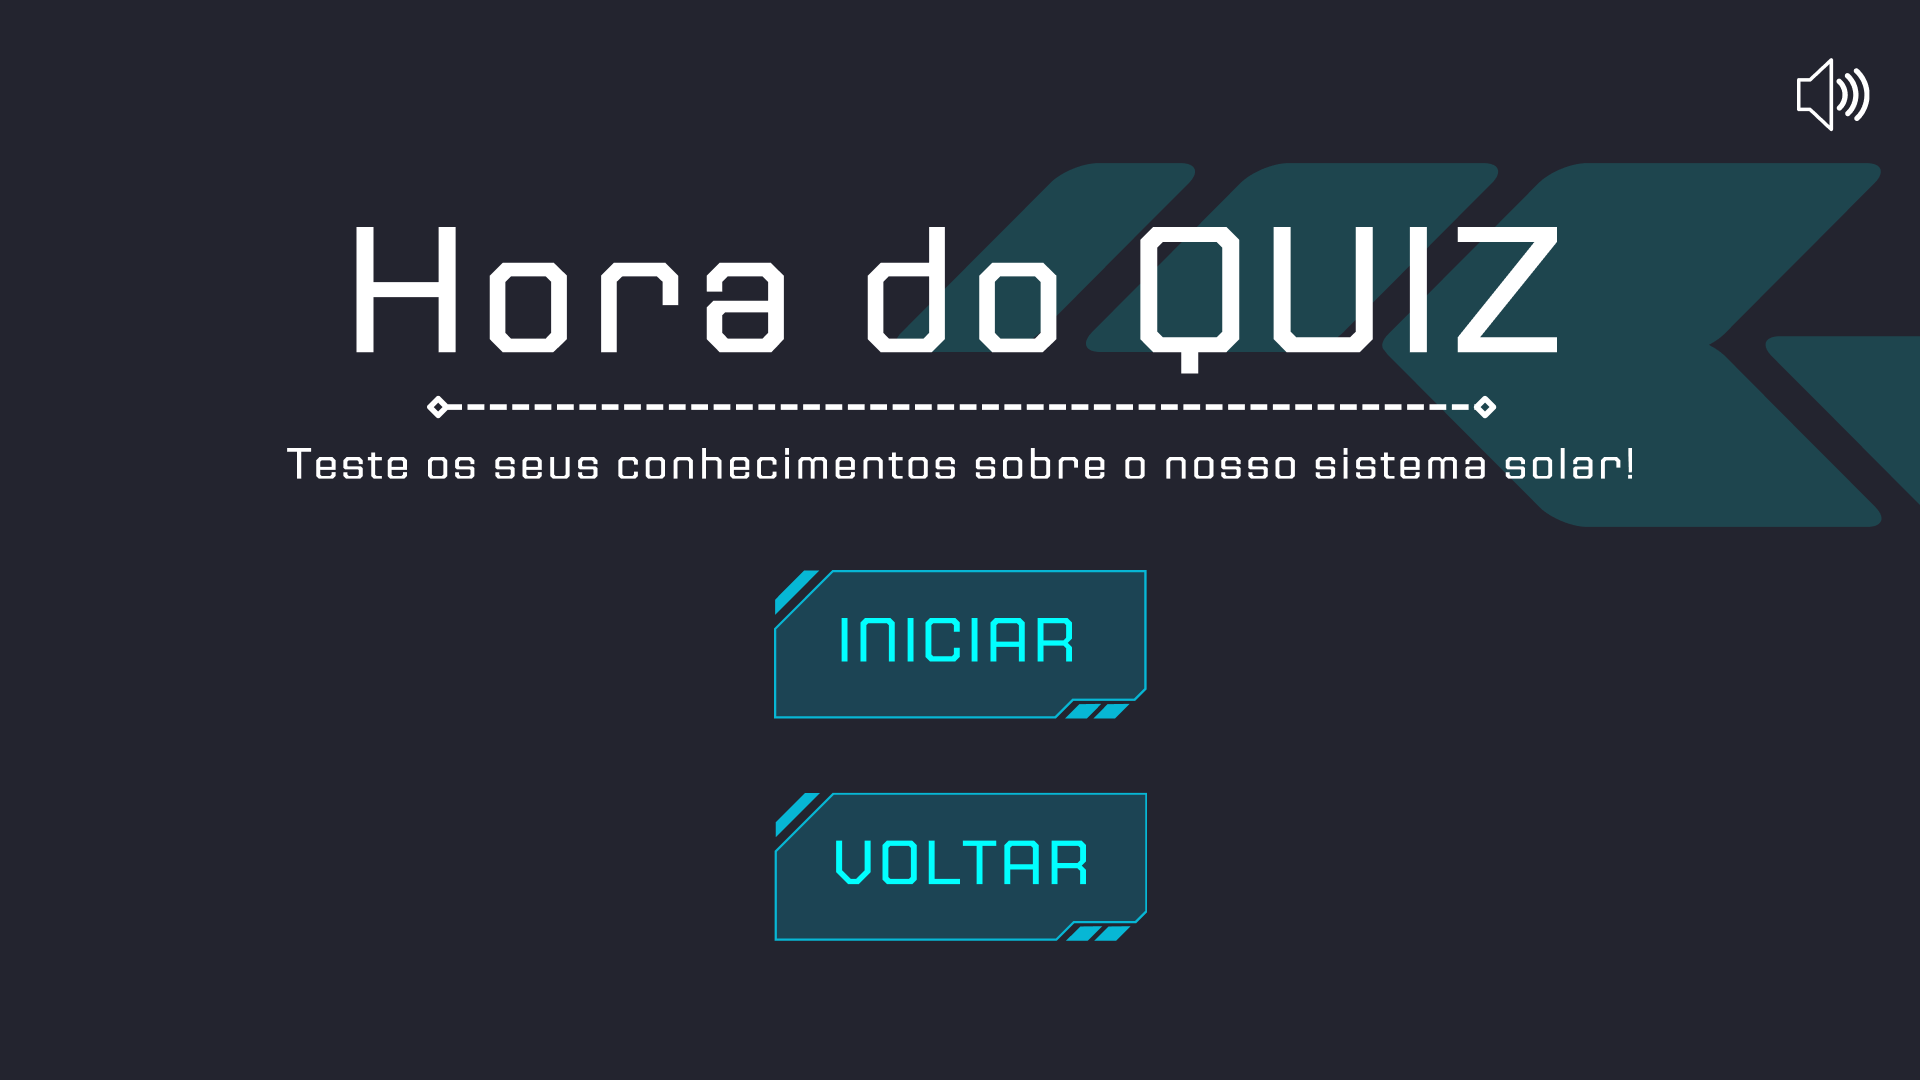 Hora do QUIZ
Teste os seus conhecimentos sobre o nosso sistema solar!
INICIAR
VOLTAR